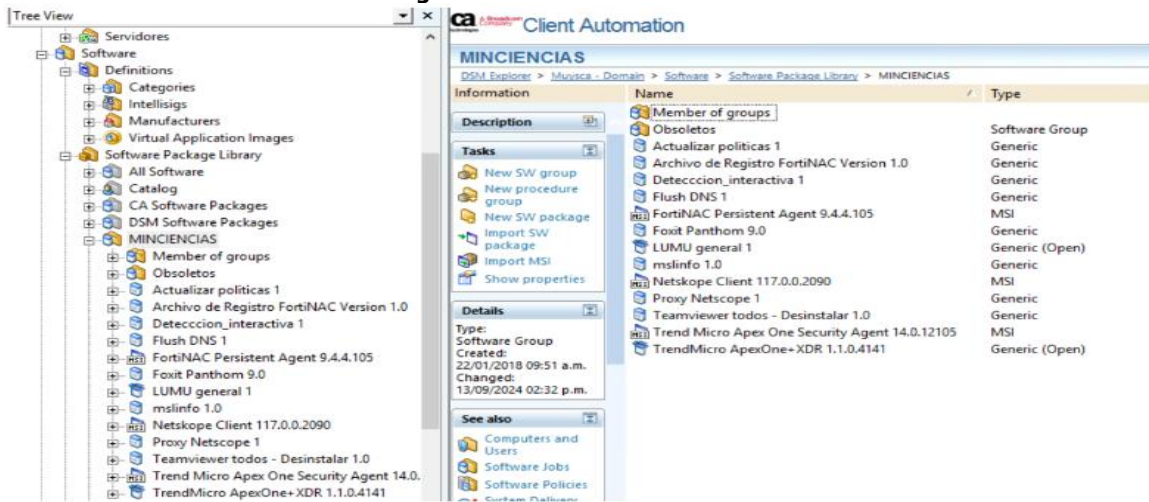 Tree View
Servidores
Software
Definitions
Categories
Intellisigs
Manufacturers
Virtual Application Images
Software Package Library
All Software
Catalog
CA Software Packages
DSM Software Packages
MINCIENCIAS
Member of groups
Obsoletos
Actualizar politicas 1
Archivo de Registro FortiNAC Version 1.0
Detecccion_interactiva 1
Flush DNS 1
FortiNAC Persistent Agent 9.4.4.105
Foxit Panthom 9.0
LUMU general 1
mslinfo 1.0
Netskope Client 117.0.0.2090
Proxy Netscope 1
Teamviewer todos - Desinstalar 1.0
Trend Micro Apex One Security Agent 14.0.
TrendMicro ApexOne+XDR 1.1.0.4141
ca A Broadcom Company Client Automation
technologies
MINCIENCIAS
DSM Explorer > Muysca - Domain > Software > Software Package Library > MINCIENCIAS
Information
Description
Tasks
New SW group
New procedure
group
New SW package
Import SW
package
Import MSI
Show properties
Details
Type:
Software Group
Created:
22/01/2018 09:51 a.m.
Changed:
13/09/2024 02:32 p.m.
See also
Computers and
Users
Software Jobs
Software Policies
System Delivery
Name Type
Member of groups
Obsoletos Software Group
Actualizar politicas 1 Generic
Archivo de Registro FortiNAC Version 1.0 Generic
Detecccion_interactiva 1 Generic
Flush DNS 1 Generic
FortiNAC Persistent Agent 9.4.4.105 MSI
Foxit Panthom 9.0 Generic
LUMU general 1 Generic (Open)
mslinfo 1.0 Generic
Netskope Client 117.0.0.2090 MSI
Proxy Netscope 1 Generic
Teamviewer todos - Desinstalar 1.0 Generic
Trend Micro Apex One Security Agent 14.0.12105 MSI
TrendMicro ApexOne+XDR 1.1.0.4141 Generic (Open)